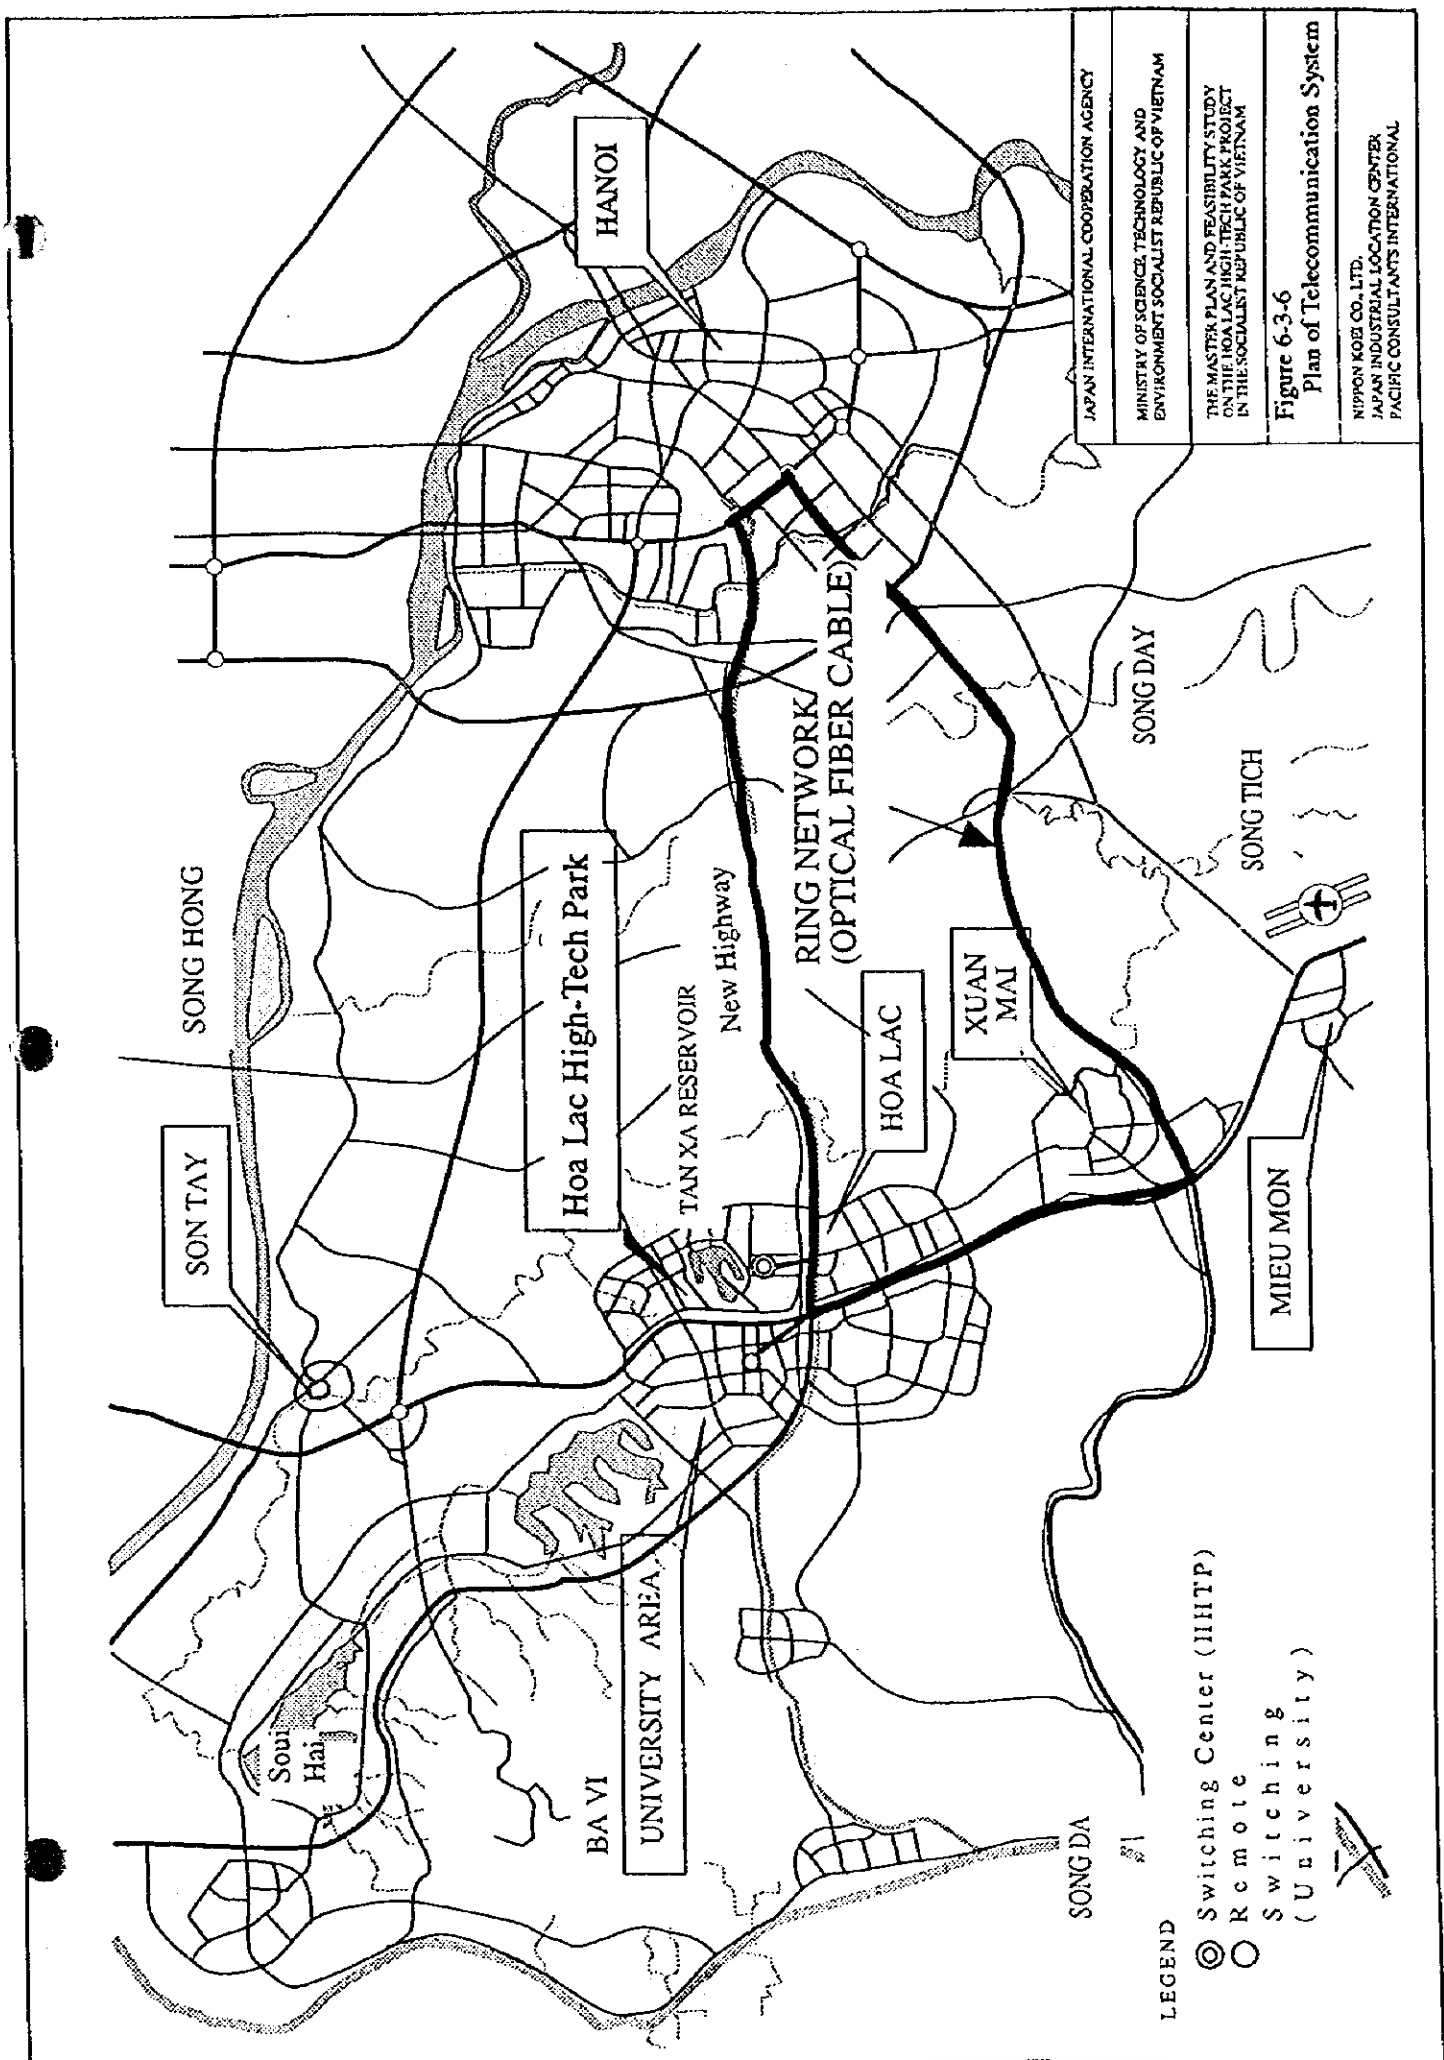 SONG HONG
SON TAY
HANOI
Hoa Lac High-Tech Park
TAN XA RESERVOIR
New Highway
RING NETWORK
(OPTICAL FIBER CABLE)
HOA LAC
XUAN
MAI
SONG DAY
SONG TICH
MIEU MON
Soui
Hai
BA VI
UNIVERSITY AREA
SONG DA
LEGEND
◎ Switching Center (HHTP)
○ Remote
Switching
(University)
JAPAN INTERNATIONAL COOPERATION AGENCY
MINISTRY OF SCIENCE, TECHNOLOGY AND
ENVIRONMENT SOCIALIST REPUBLIC OF VIETNAM
THE MASTER PLAN AND FEASIBILITY STUDY
ON THE HOA LAC HIGH-TECH PARK PROJECT
IN THE SOCIALIST REPUBLIC OF VIETNAM
Figure 6-3-6
Plan of Telecommunication System
NIPPON KOEI CO., LTD.
JAPAN INDUSTRIAL LOCATION CENTER
PACIFIC CONSULTANTS INTERNATIONAL